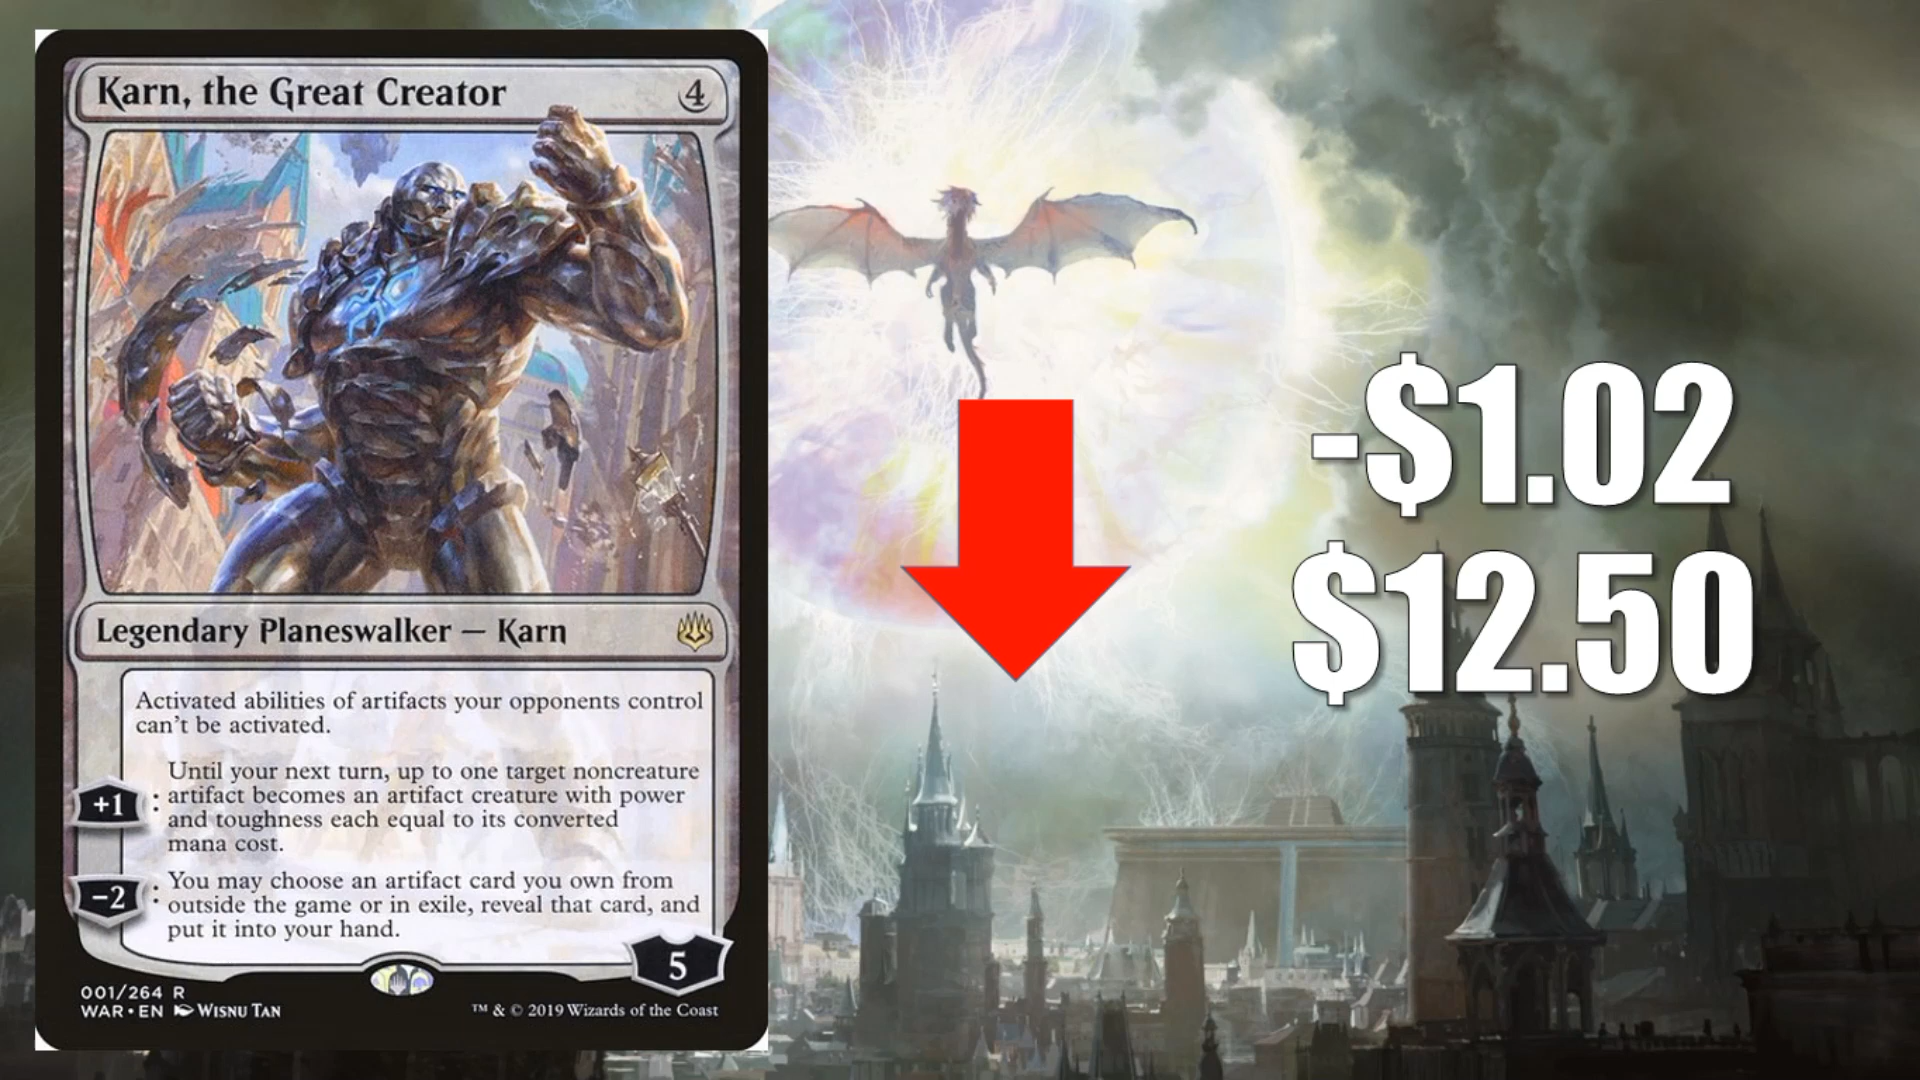 Karn, the Great Creator 4
Legendary Planeswalker — Karn
Activated abilities of artifacts your opponents control
can't be activated.
Until your next turn, up to one target noncreature
+1 : artifact becomes an artifact creature with power
and toughness each equal to its converted
mana cost.
You may choose an artifact card you own from
−2 : outside the game or in exile, reveal that card, and
put it into your hand.
5
001/264 R
WAR • EN Wisnu Tan
™ & © 2019 Wizards of the Coast
-$1.02
$12.50